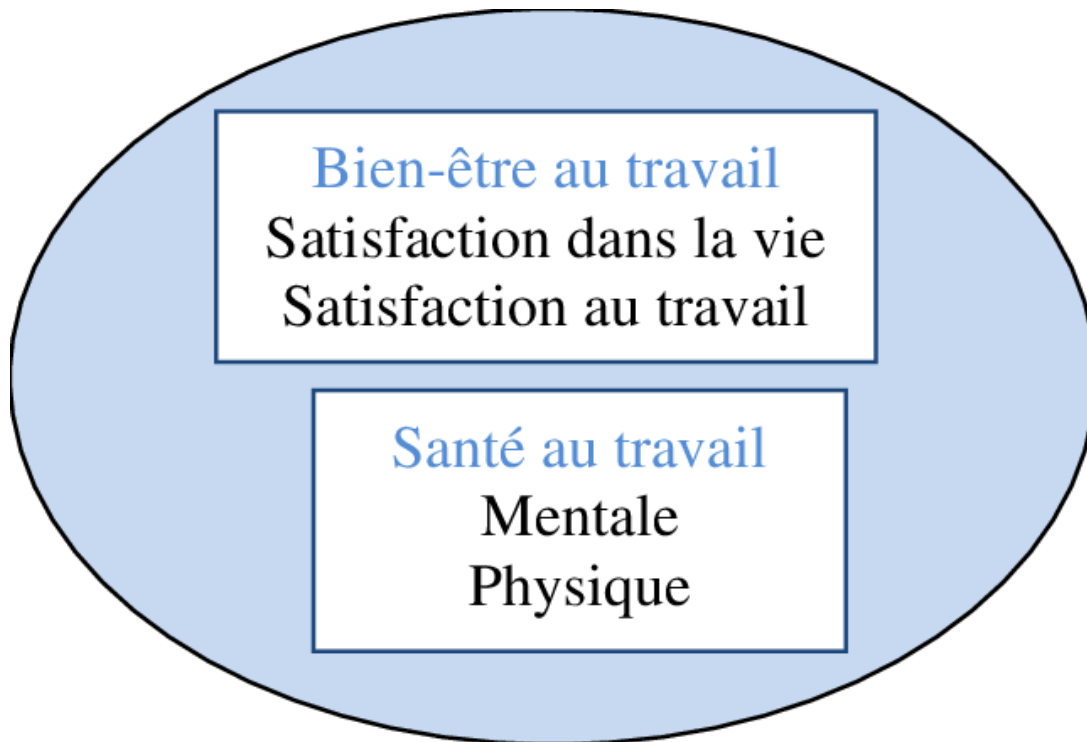 Bien-être au travail
Satisfaction dans la vie
Satisfaction au travail
Santé au travail
Mentale
Physique